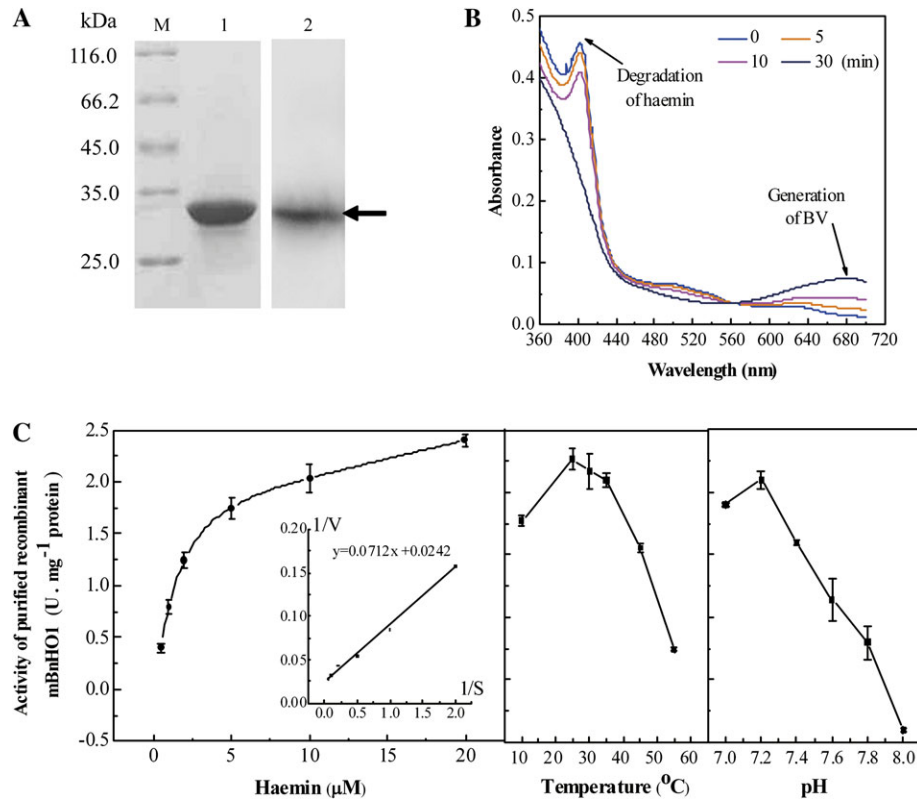 A
kDa M 1 2
116.0
66.2
45.0
35.0
25.0
B
0.5
0.4
0.3
0.2
0.1
0.0
Absorbance
0 5
10 30 (min)
Degradation
of haemin
Generation
of BV
360 400 440 480 520 560 600 640 680 720
Wavelength (nm)
C
Activity of purified recombinant
mBnHO1 (U . mg⁻¹ protein)
2.5
2.0
1.5
1.0
0.5
0.0
-0.5
1/V
y=0.0712x+0.0242
0.20
0.15
0.10
0.05
0.00
0.0 0.5 1.0 1.5 2.0
1/S
0 5 10 15 20
Haemin (μM)
10 20 30 40 50 60
Temperature (°C)
7.0 7.2 7.4 7.6 7.8 8.0
pH